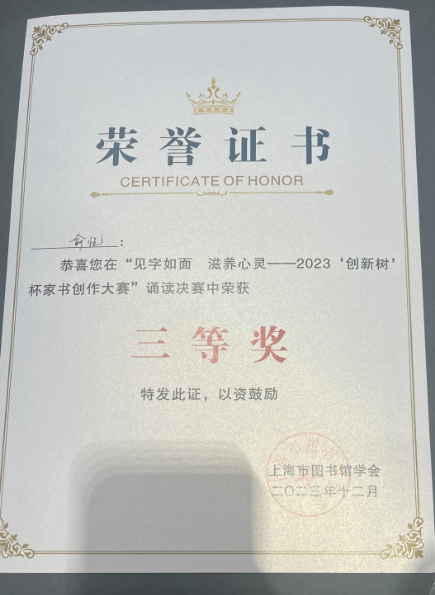 荣誉证书
CERTIFICATE OF HONOR
俞悦：
恭喜您在“见字如面　滋养心灵——2023‘创新树’
杯家书创作大赛”诵读决赛中荣获
三等奖
特发此证，以资鼓励
上海市图书馆学会
二〇二三年十二月